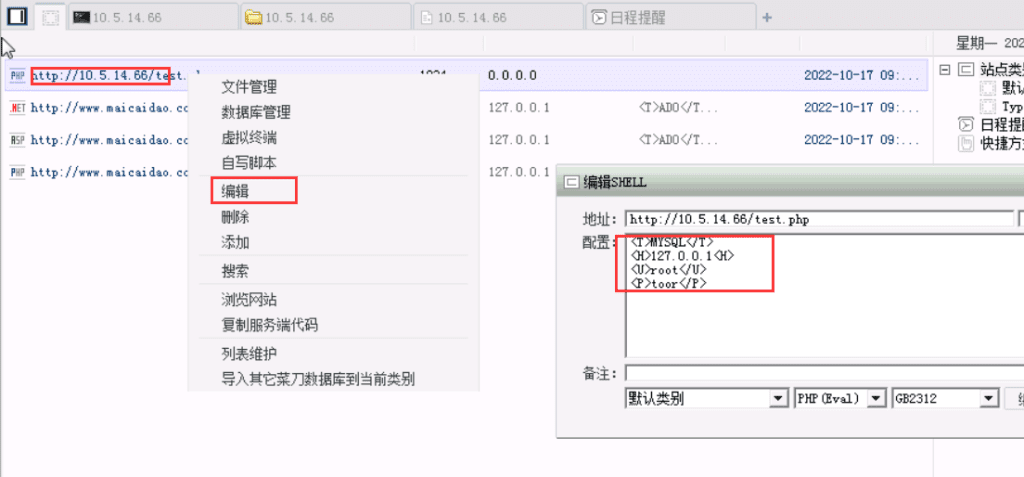 10.5.14.66
10.5.14.66
10.5.14.66
日程提醒
+
星期一 202
PHP http://10.5.14.66/test. 0.0.0.0 2022-10-17 09:...
.NET http://www.maicaidao.co 127.0.0.1 <T>ADO</T... 2022-10-17 09:...
ASP http://www.maicaidao.co 127.0.0.1 <T>ADO</T... 2022-10-17 09:...
PHP http://www.maicaidao.co 127.0.0.1
文件管理
数据库管理
虚拟终端
自写脚本
编辑
删除
添加
搜索
浏览网站
复制服务端代码
列表维护
导入其它菜刀数据库到当前类别
站点类
默
Typ
日程提
快捷方
编辑SHELL
地址: http://10.5.14.66/test.php
配置: <T>MYSQL</T>
<H>127.0.0.1<H>
<U>root</U>
<P>toor</P>
备注:
默认类别 PHP(Eval) GB2312